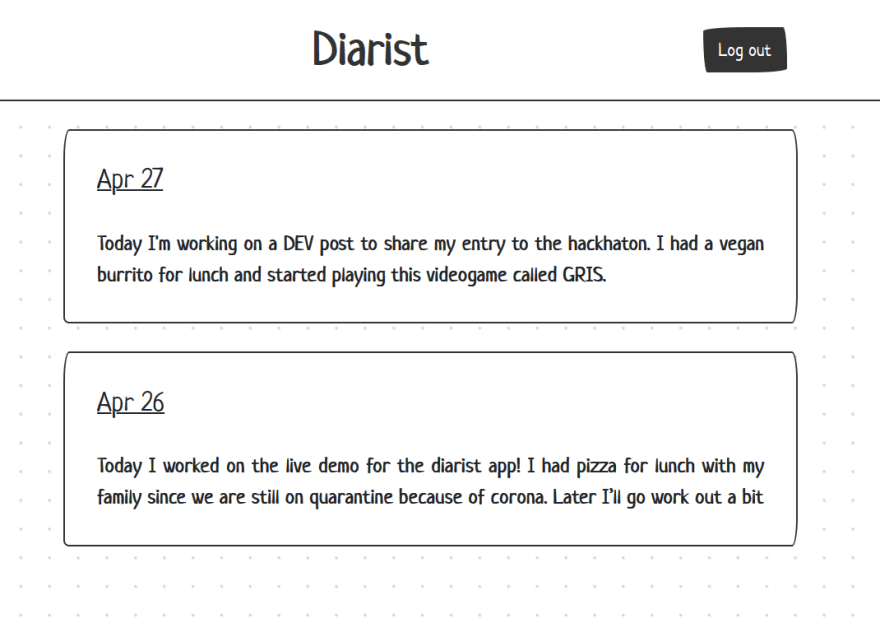 Diarist
Log out
Apr 27
Today I'm working on a DEV post to share my entry to the hackhaton. I had a vegan
burrito for lunch and started playing this videogame called GRIS.
Apr 26
Today I worked on the live demo for the diarist app! I had pizza for lunch with my
family since we are still on quarantine because of corona. Later I'll go work out a bit